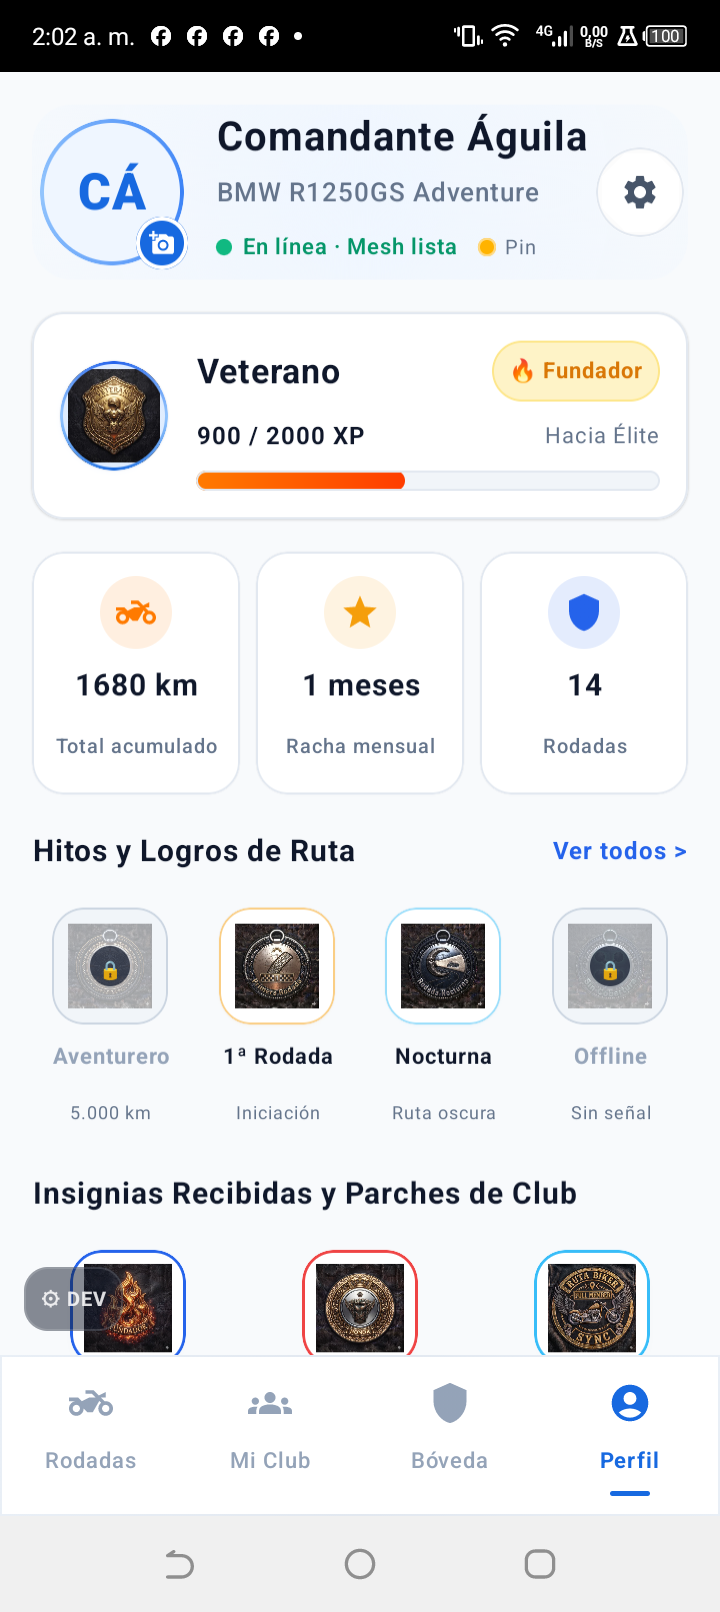 2:02 a. m.
4G
0,00
B/S
100
CÁ
Comandante Águila
BMW R1250GS Adventure
En línea · Mesh lista
Pin
Veterano
🔥 Fundador
900 / 2000 XP
Hacia Élite
1680 km
Total acumulado
1 meses
Racha mensual
14
Rodadas
Hitos y Logros de Ruta
Ver todos >
Aventurero
5.000 km
1ª Rodada
Iniciación
Nocturna
Ruta oscura
Offline
Sin señal
Insignias Recibidas y Parches de Club
DEV
FUNDADOR
RUTA BIKER
FULL MEMBER
SYNC
Rodadas
Mi Club
Bóveda
Perfil